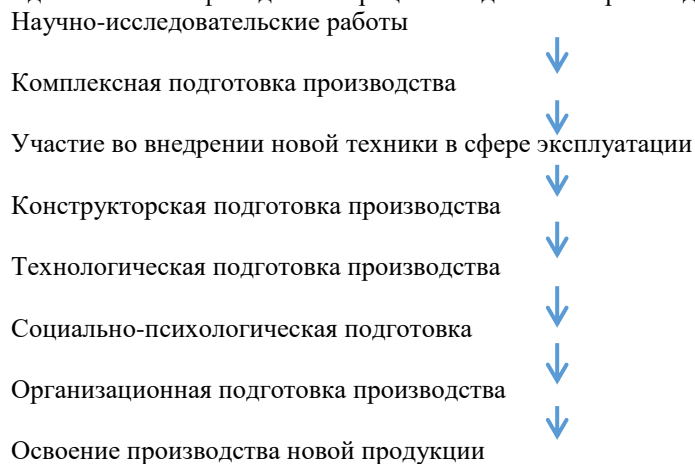 Научно-исследовательские работы
Комплексная подготовка производства
Участие во внедрении новой техники в сфере эксплуатации
Конструкторская подготовка производства
Технологическая подготовка производства
Социально-психологическая подготовка
Организационная подготовка производства
Освоение производства новой продукции